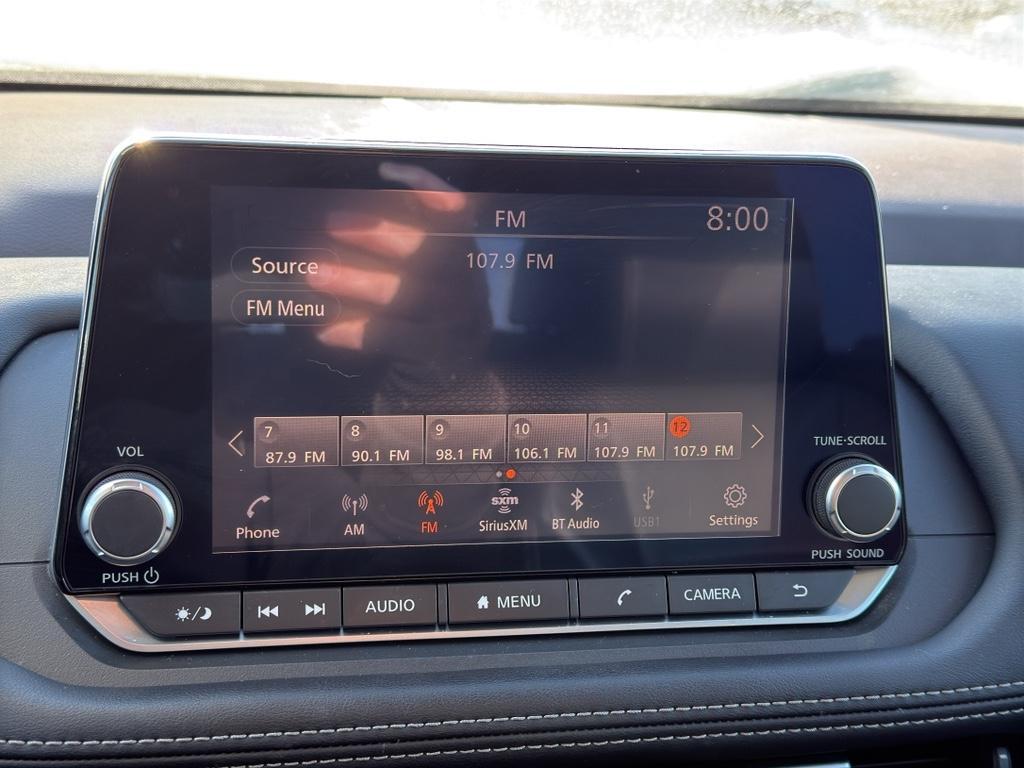 FM
8:00
Source
107.9 FM
FM Menu
7
87.9 FM
8
90.1 FM
9
98.1 FM
10
106.1 FM
11
107.9 FM
12
107.9 FM
VOL
TUNE·SCROLL
Phone
AM
FM
sxm
SiriusXM
BT Audio
USB1
Settings
PUSH
PUSH SOUND
AUDIO
MENU
CAMERA